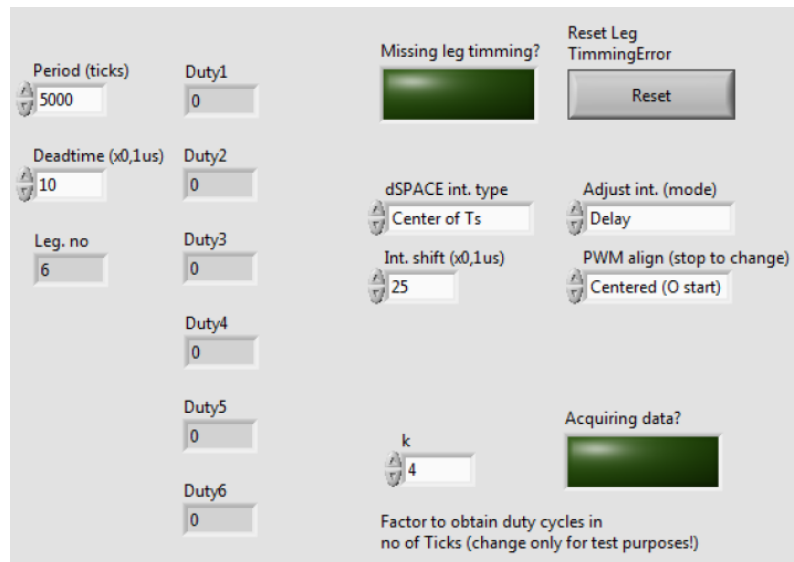 Period (ticks)
5000
Deadtime (x0,1us)
10
Leg. no
6
Duty1
0
Duty2
0
Duty3
0
Duty4
0
Duty5
0
Duty6
0
Missing leg timming?
Reset Leg
TimmingError
Reset
dSPACE int. type
Center of Ts
Adjust int. (mode)
Delay
Int. shift (x0,1us)
25
PWM align (stop to change)
Centered (O start)
k
4
Acquiring data?
Factor to obtain duty cycles in
no of Ticks (change only for test purposes!)